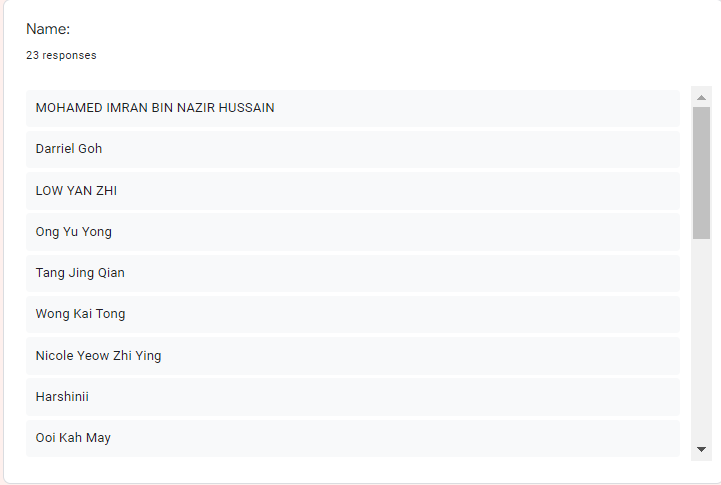 Name:
23 responses
MOHAMED IMRAN BIN NAZIR HUSSAIN
Darriel Goh
LOW YAN ZHI
Ong Yu Yong
Tang Jing Qian
Wong Kai Tong
Nicole Yeow Zhi Ying
Harshinii
Ooi Kah May